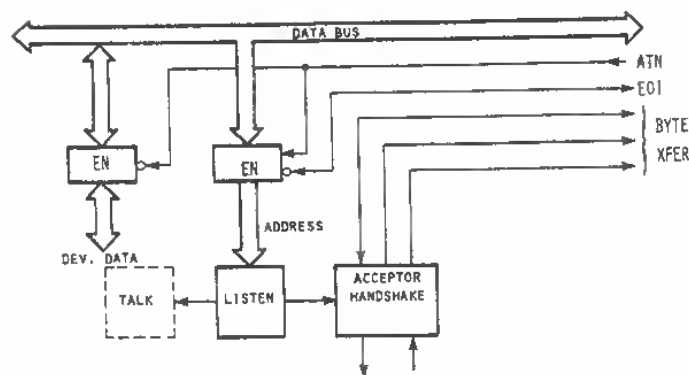 DATA BUS
ATN
EOI
BYTE
XFER
EN
EN
ADDRESS
DEV. DATA
TALK
LISTEN
ACCEPTOR
HANDSHAKE